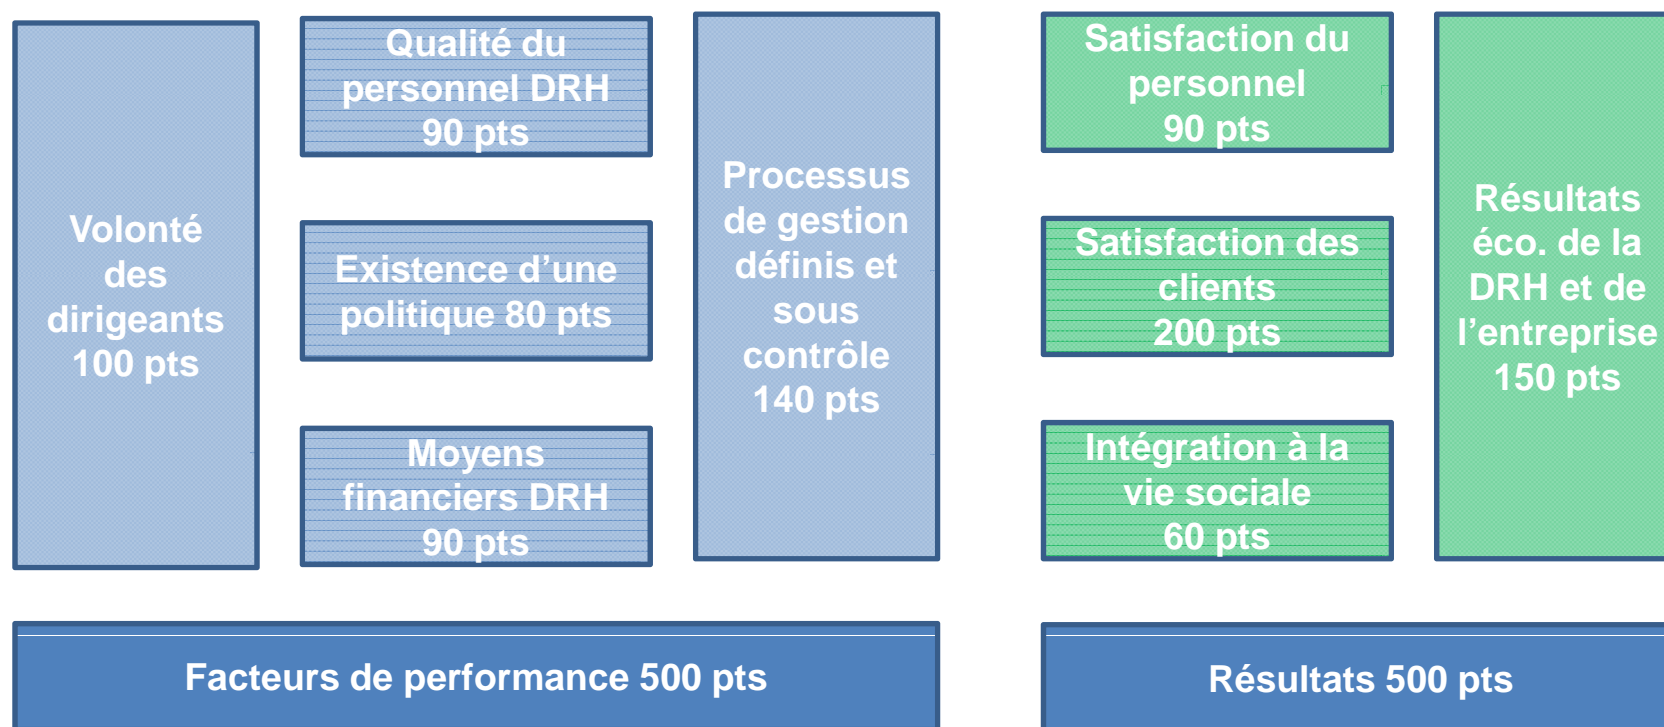 Volonté
des
dirigeants
100 pts
Qualité du
personnel DRH
90 pts
Existence d’une
politique 80 pts
Moyens
financiers DRH
90 pts
Processus
de gestion
définis et
sous
contrôle
140 pts
Satisfaction du
personnel
90 pts
Satisfaction des
clients
200 pts
Intégration à la
vie sociale
60 pts
Résultats
éco. de la
DRH et de
l’entreprise
150 pts
Facteurs de performance 500 pts
Résultats 500 pts